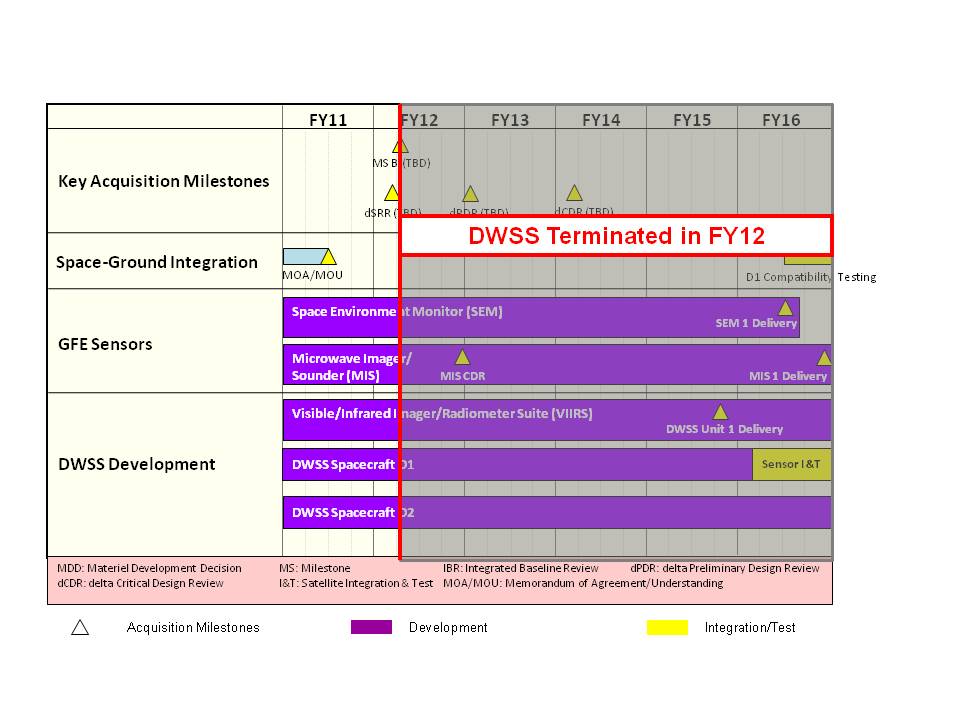 FY11 FY12 FY13 FY14 FY15 FY16
Key Acquisition Milestones
MS B (TBD)
dSRR (TBD) dPDR (TBD) dCDR (TBD)
DWSS Terminated in FY12
Space-Ground Integration
MOA/MOU
D1 Compatibility Testing
GFE Sensors
Space Environment Monitor (SEM)
SEM 1 Delivery
Microwave Imager/
Sounder (MIS)
MIS CDR
MIS 1 Delivery
DWSS Development
Visible/Infrared Imager/Radiometer Suite (VIIRS)
DWSS Unit 1 Delivery
DWSS Spacecraft D1
Sensor I&T
DWSS Spacecraft D2
MDD: Materiel Development Decision MS: Milestone IBR: Integrated Baseline Review dPDR: delta Preliminary Design Review
dCDR: delta Critical Design Review I&T: Satellite Integration & Test MOA/MOU: Memorandum of Agreement/Understanding
Acquisition Milestones Development Integration/Test